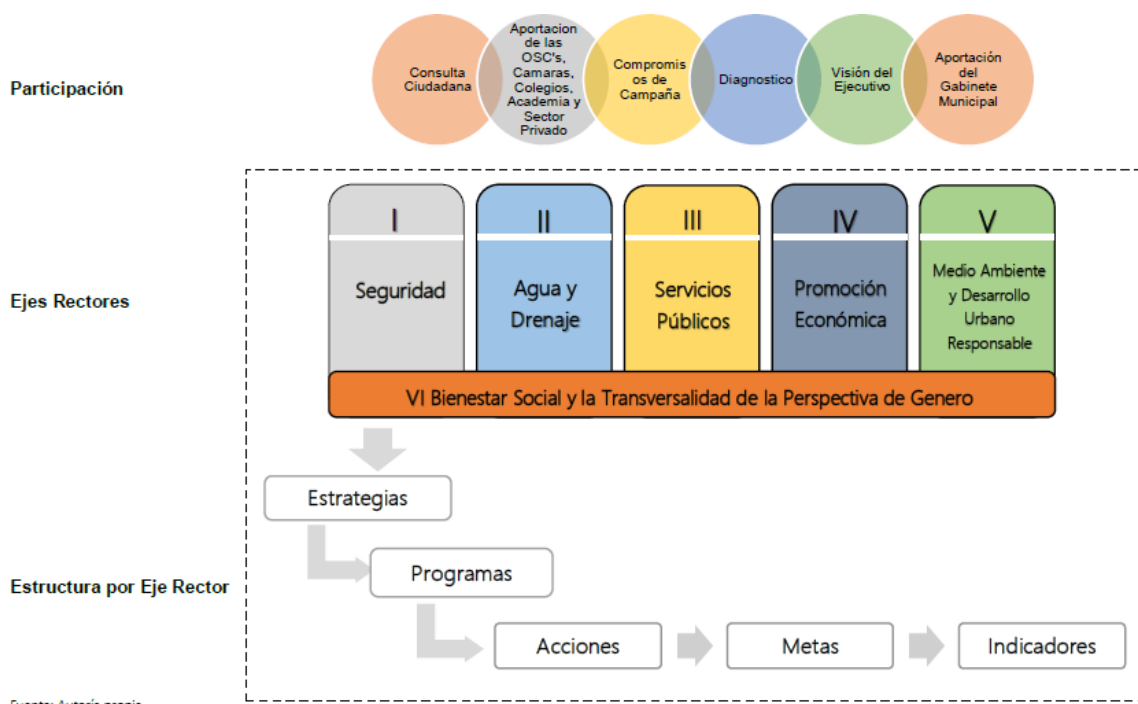 Participación
Consulta
Ciudadana
Aportacion
de las
OSC's,
Camaras,
Colegios,
Academia y
Sector
Privado
Compromis
os de
Campaña
Diagnostico
Visión del
Ejecutivo
Aportación
del
Gabinete
Municipal
Ejes Rectores
I
Seguridad
II
Agua y
Drenaje
III
Servicios
Públicos
IV
Promoción
Económica
V
Medio Ambiente
y Desarrollo
Urbano
Responsable
VI Bienestar Social y la Transversalidad de la Perspectiva de Genero
Estrategias
Estructura por Eje Rector
Programas
Acciones
Metas
Indicadores
Fuente: Autoría propia